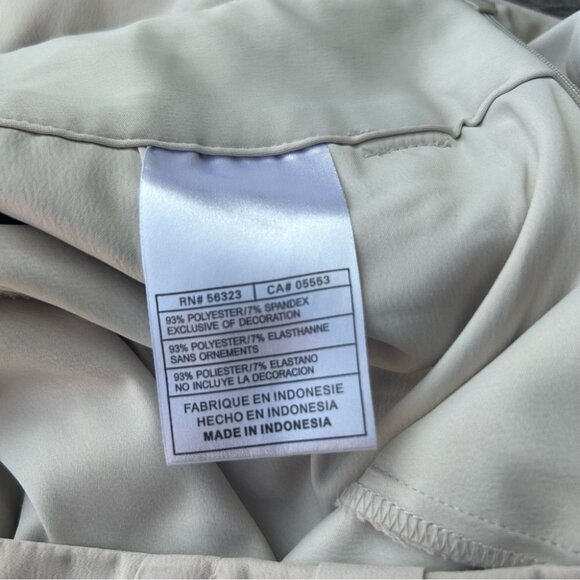 RN# 56323 CA# 05553
93% POLYESTER/7% SPANDEX
EXCLUSIVE OF DECORATION
93% POLYESTER/7% ELASTHANNE
SANS ORNEMENTS
93% POLIESTER/7% ELASTANO
NO INCLUYE LA DECORACION
FABRIQUE EN INDONESIE
HECHO EN INDONESIA
MADE IN INDONESIA